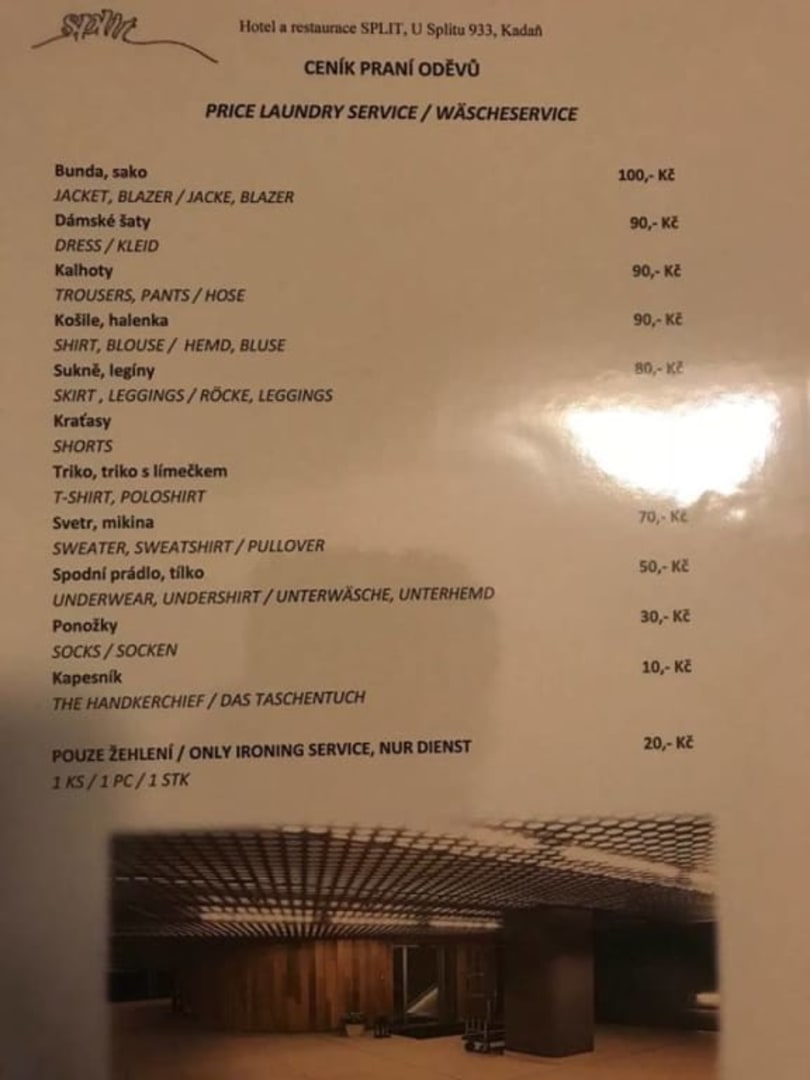 Split
Hotel a restaurace SPLIT, U Splitu 933, Kadaň
CENÍK PRANÍ ODĚVŮ
PRICE LAUNDRY SERVICE / WÄSCHESERVICE
Bunda, sako 100,- Kč
JACKET, BLAZER / JACKE, BLAZER
Dámské šaty 90,- Kč
DRESS / KLEID
Kalhoty 90,- Kč
TROUSERS, PANTS / HOSE
Košile, halenka 90,- Kč
SHIRT, BLOUSE / HEMD, BLUSE
Sukně, legíny 80,- Kč
SKIRT , LEGGINGS / RÖCKE, LEGGINGS
Kraťasy
SHORTS
Triko, triko s límečkem
T-SHIRT, POLOSHIRT
Svetr, mikina 70,- Kč
SWEATER, SWEATSHIRT / PULLOVER
Spodní prádlo, tílko 50,- Kč
UNDERWEAR, UNDERSHIRT / UNTERWÄSCHE, UNTERHEMD
Ponožky 30,- Kč
SOCKS / SOCKEN
Kapesník 10,- Kč
THE HANDKERCHIEF / DAS TASCHENTUCH
POUZE ŽEHLENÍ / ONLY IRONING SERVICE, NUR DIENST 20,- Kč
1 KS / 1 PC / 1 STK